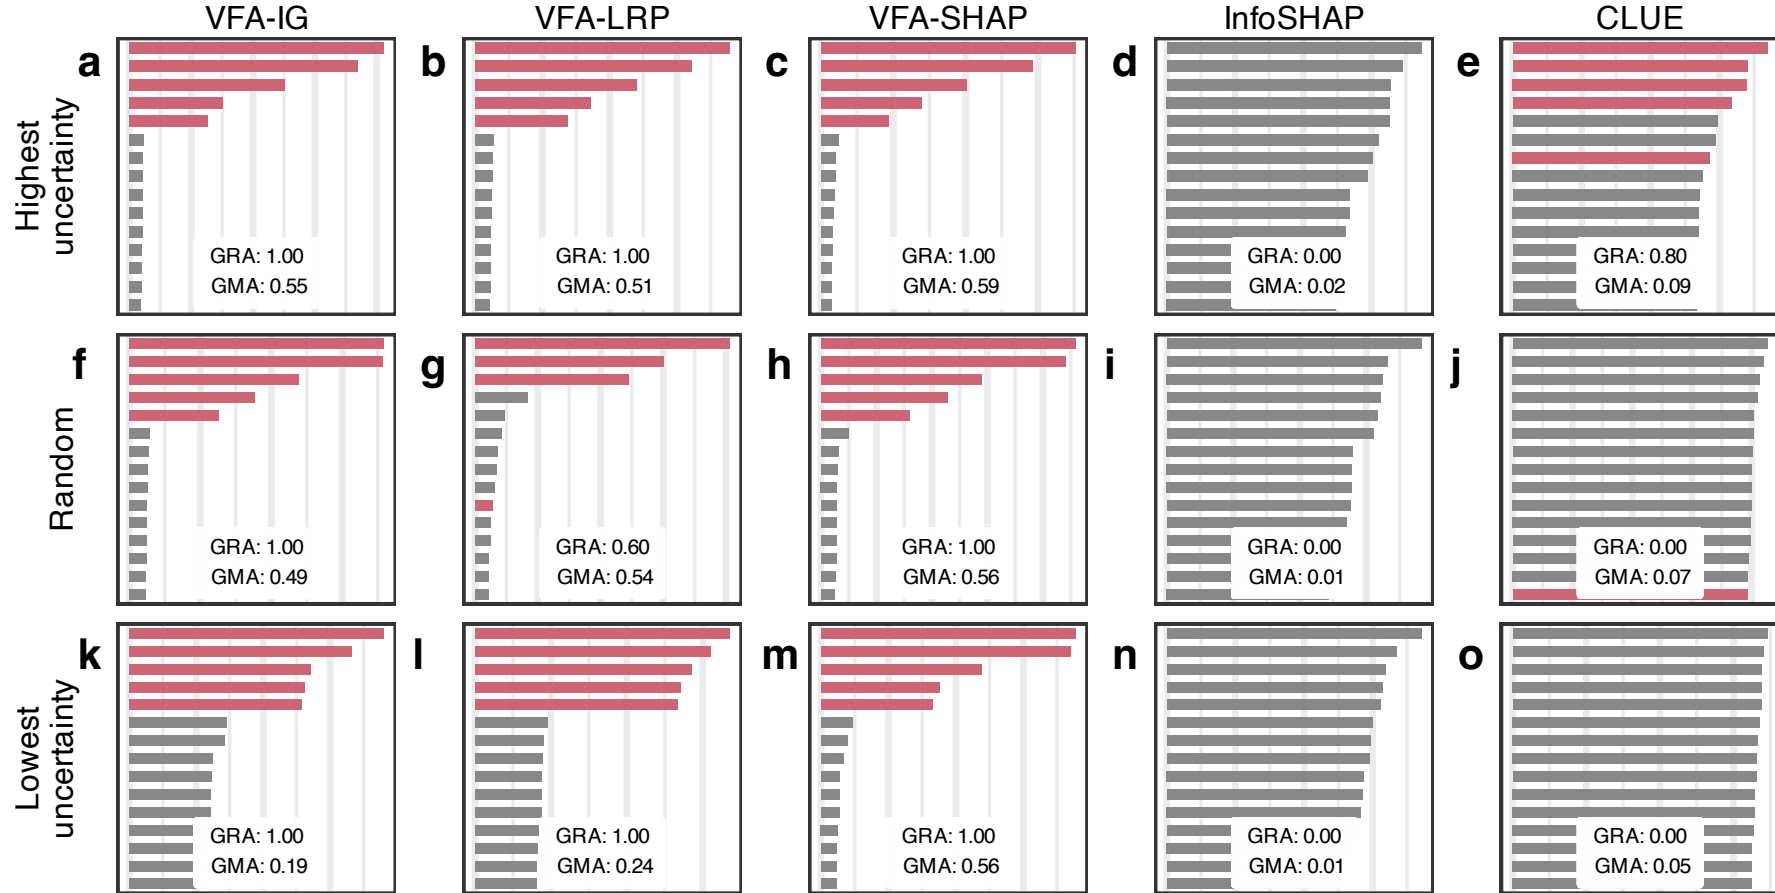 VFA-IG VFA-LRP VFA-SHAP InfoSHAP CLUE
Highest
uncertainty
a b c d e
GRA: 1.00 GRA: 1.00 GRA: 1.00 GRA: 0.00 GRA: 0.80
GMA: 0.55 GMA: 0.51 GMA: 0.59 GMA: 0.02 GMA: 0.09
Random
f g h i j
GRA: 1.00 GRA: 0.60 GRA: 1.00 GRA: 0.00 GRA: 0.00
GMA: 0.49 GMA: 0.54 GMA: 0.56 GMA: 0.01 GMA: 0.07
Lowest
uncertainty
k l m n o
GRA: 1.00 GRA: 1.00 GRA: 1.00 GRA: 0.00 GRA: 0.00
GMA: 0.19 GMA: 0.24 GMA: 0.56 GMA: 0.01 GMA: 0.05